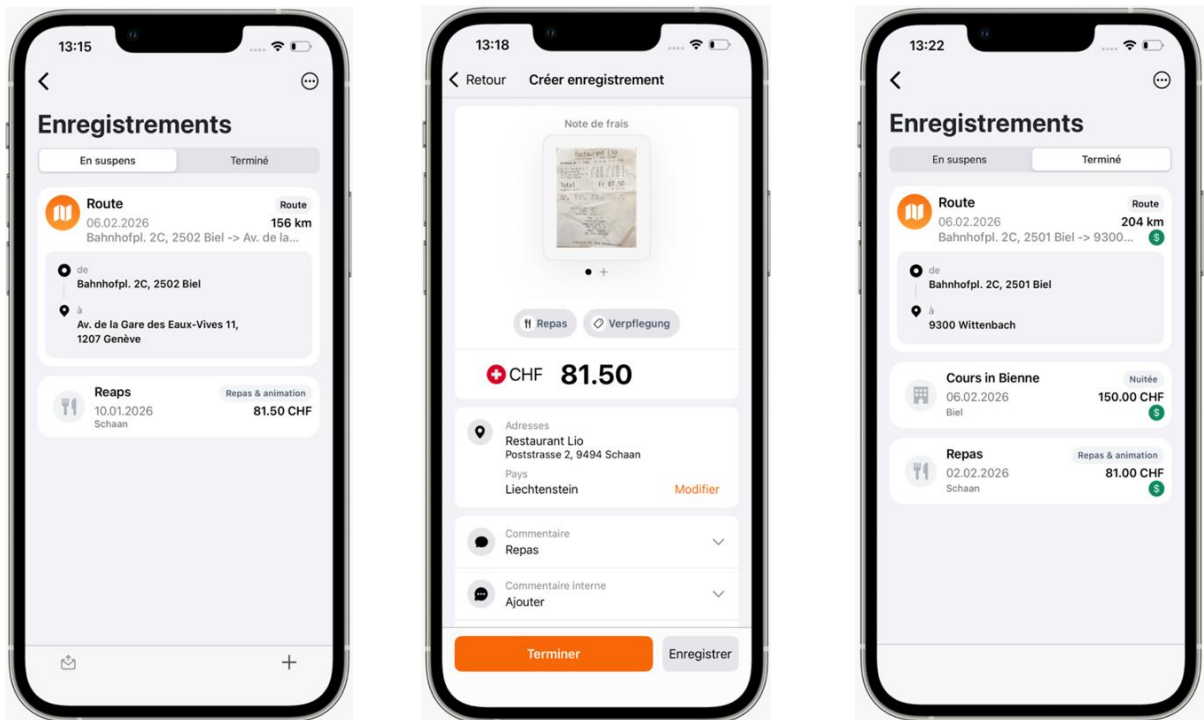 13:15
Enregistrements
En suspens Terminé
Route Route
06.02.2026 156 km
Bahnhofpl. 2C, 2502 Biel -> Av. de la...
de
Bahnhofpl. 2C, 2502 Biel
à
Av. de la Gare des Eaux-Vives 11,
1207 Genève
Reaps Repas & animation
10.01.2026 81.50 CHF
Schaan
13:18
Retour Créer enregistrement
Note de frais
Restaurant Lio
Total Fr 81.50
Repas Verpflegung
CHF 81.50
Adresses
Restaurant Lio
Poststrasse 2, 9494 Schaan
Pays
Liechtenstein Modifier
Commentaire
Repas
Commentaire interne
Ajouter
Terminer Enregistrer
13:22
Enregistrements
En suspens Terminé
Route Route
06.02.2026 204 km
Bahnhofpl. 2C, 2501 Biel -> 9300... $
de
Bahnhofpl. 2C, 2501 Biel
à
9300 Wittenbach
Cours in Bienne Nuitée
06.02.2026 150.00 CHF
Biel $
Repas Repas & animation
02.02.2026 81.00 CHF
Schaan $